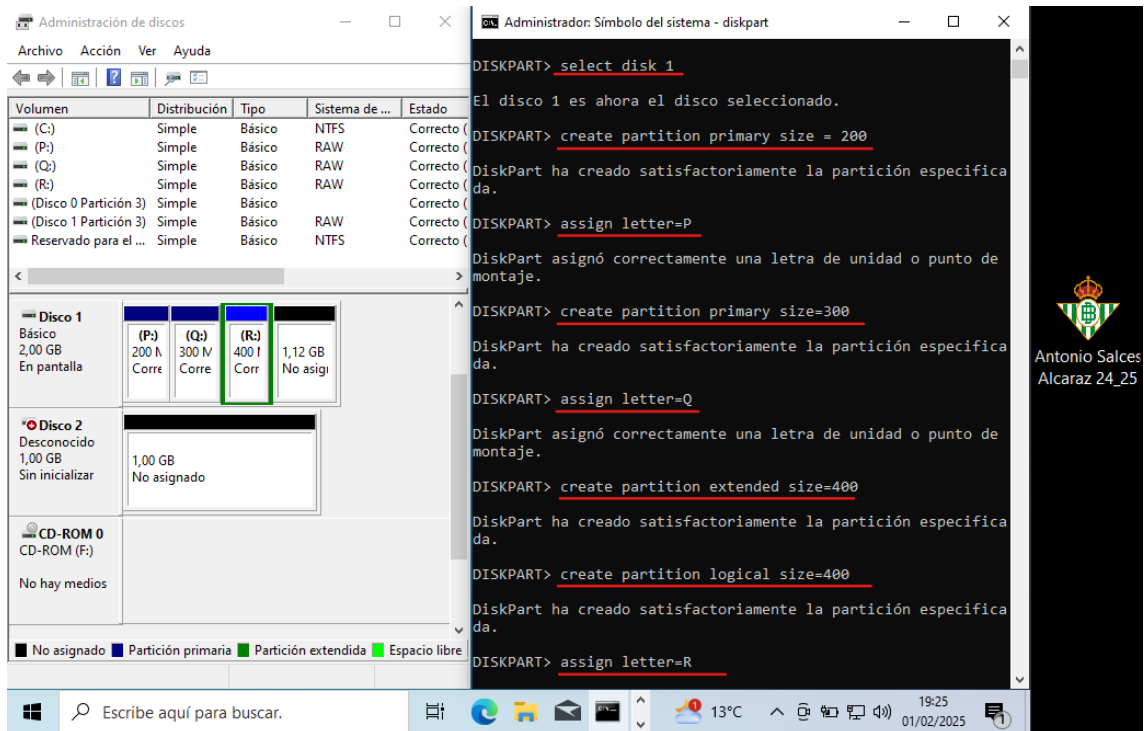 Administración de discos
Archivo Acción Ver Ayuda
Volumen Distribución Tipo Sistema de ... Estado
(C:) Simple Básico NTFS Correcto (
(P:) Simple Básico RAW Correcto (
(Q:) Simple Básico RAW Correcto (
(R:) Simple Básico RAW Correcto (
(Disco 0 Partición 3) Simple Básico Correcto (
(Disco 1 Partición 3) Simple Básico RAW Correcto (
Reservado para el ... Simple Básico NTFS Correcto (
Disco 1
Básico
2,00 GB
En pantalla
(P:)
200 M
Corre
(Q:)
300 M
Corre
(R:)
400 M
Corr
1,12 GB
No asign
Disco 2
Desconocido
1,00 GB
Sin inicializar
1,00 GB
No asignado
CD-ROM 0
CD-ROM (F:)
No hay medios
No asignado Partición primaria Partición extendida Espacio libre
Administrador: Símbolo del sistema - diskpart
DISKPART> select disk 1
El disco 1 es ahora el disco seleccionado.
DISKPART> create partition primary size = 200
DiskPart ha creado satisfactoriamente la partición especifica
da.
DISKPART> assign letter=P
DiskPart asignó correctamente una letra de unidad o punto de
montaje.
DISKPART> create partition primary size=300
DiskPart ha creado satisfactoriamente la partición especifica
da.
DISKPART> assign letter=Q
DiskPart asignó correctamente una letra de unidad o punto de
montaje.
DISKPART> create partition extended size=400
DiskPart ha creado satisfactoriamente la partición especifica
da.
DISKPART> create partition logical size=400
DiskPart ha creado satisfactoriamente la partición especifica
da.
DISKPART> assign letter=R
Antonio Salces
Alcaraz 24_25
Escribe aquí para buscar.
13°C
19:25
01/02/2025
1